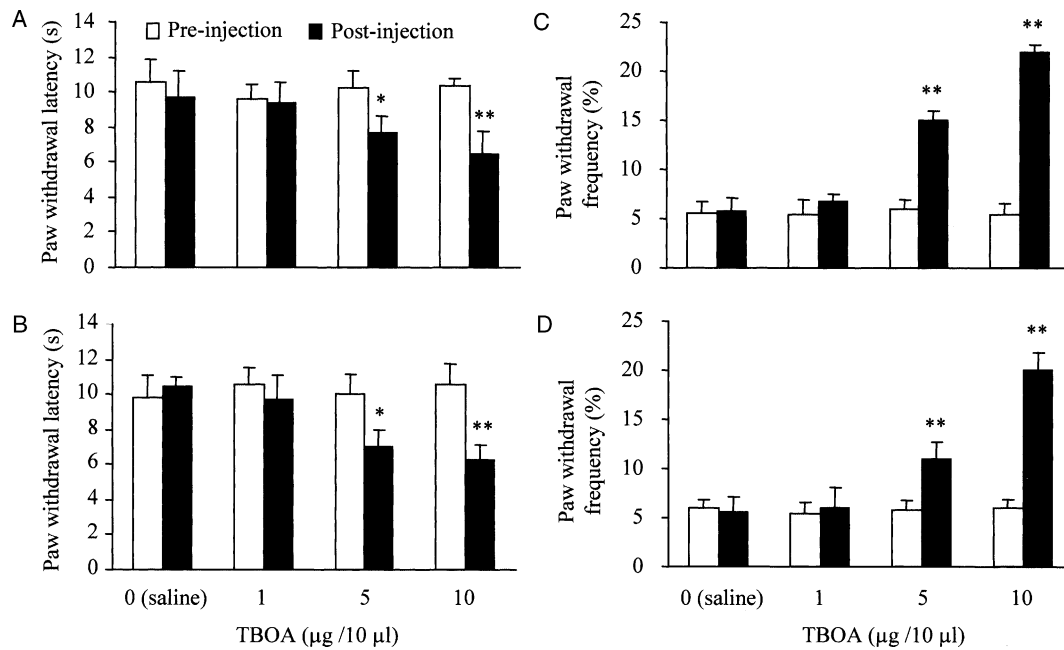 A
Paw withdrawal latency (s)
14
12
10
8
6
4
2
0
Pre-injection
Post-injection
*
**
C
Paw withdrawal
frequency (%)
25
20
15
10
5
0
**
**
B
Paw withdrawal latency (s)
14
12
10
8
6
4
2
0
*
**
0 (saline)
1
5
10
TBOA (µg /10 µl)
D
Paw withdrawal
frequency (%)
25
20
15
10
5
0
**
**
0 (saline)
1
5
10
TBOA (µg /10 µl)